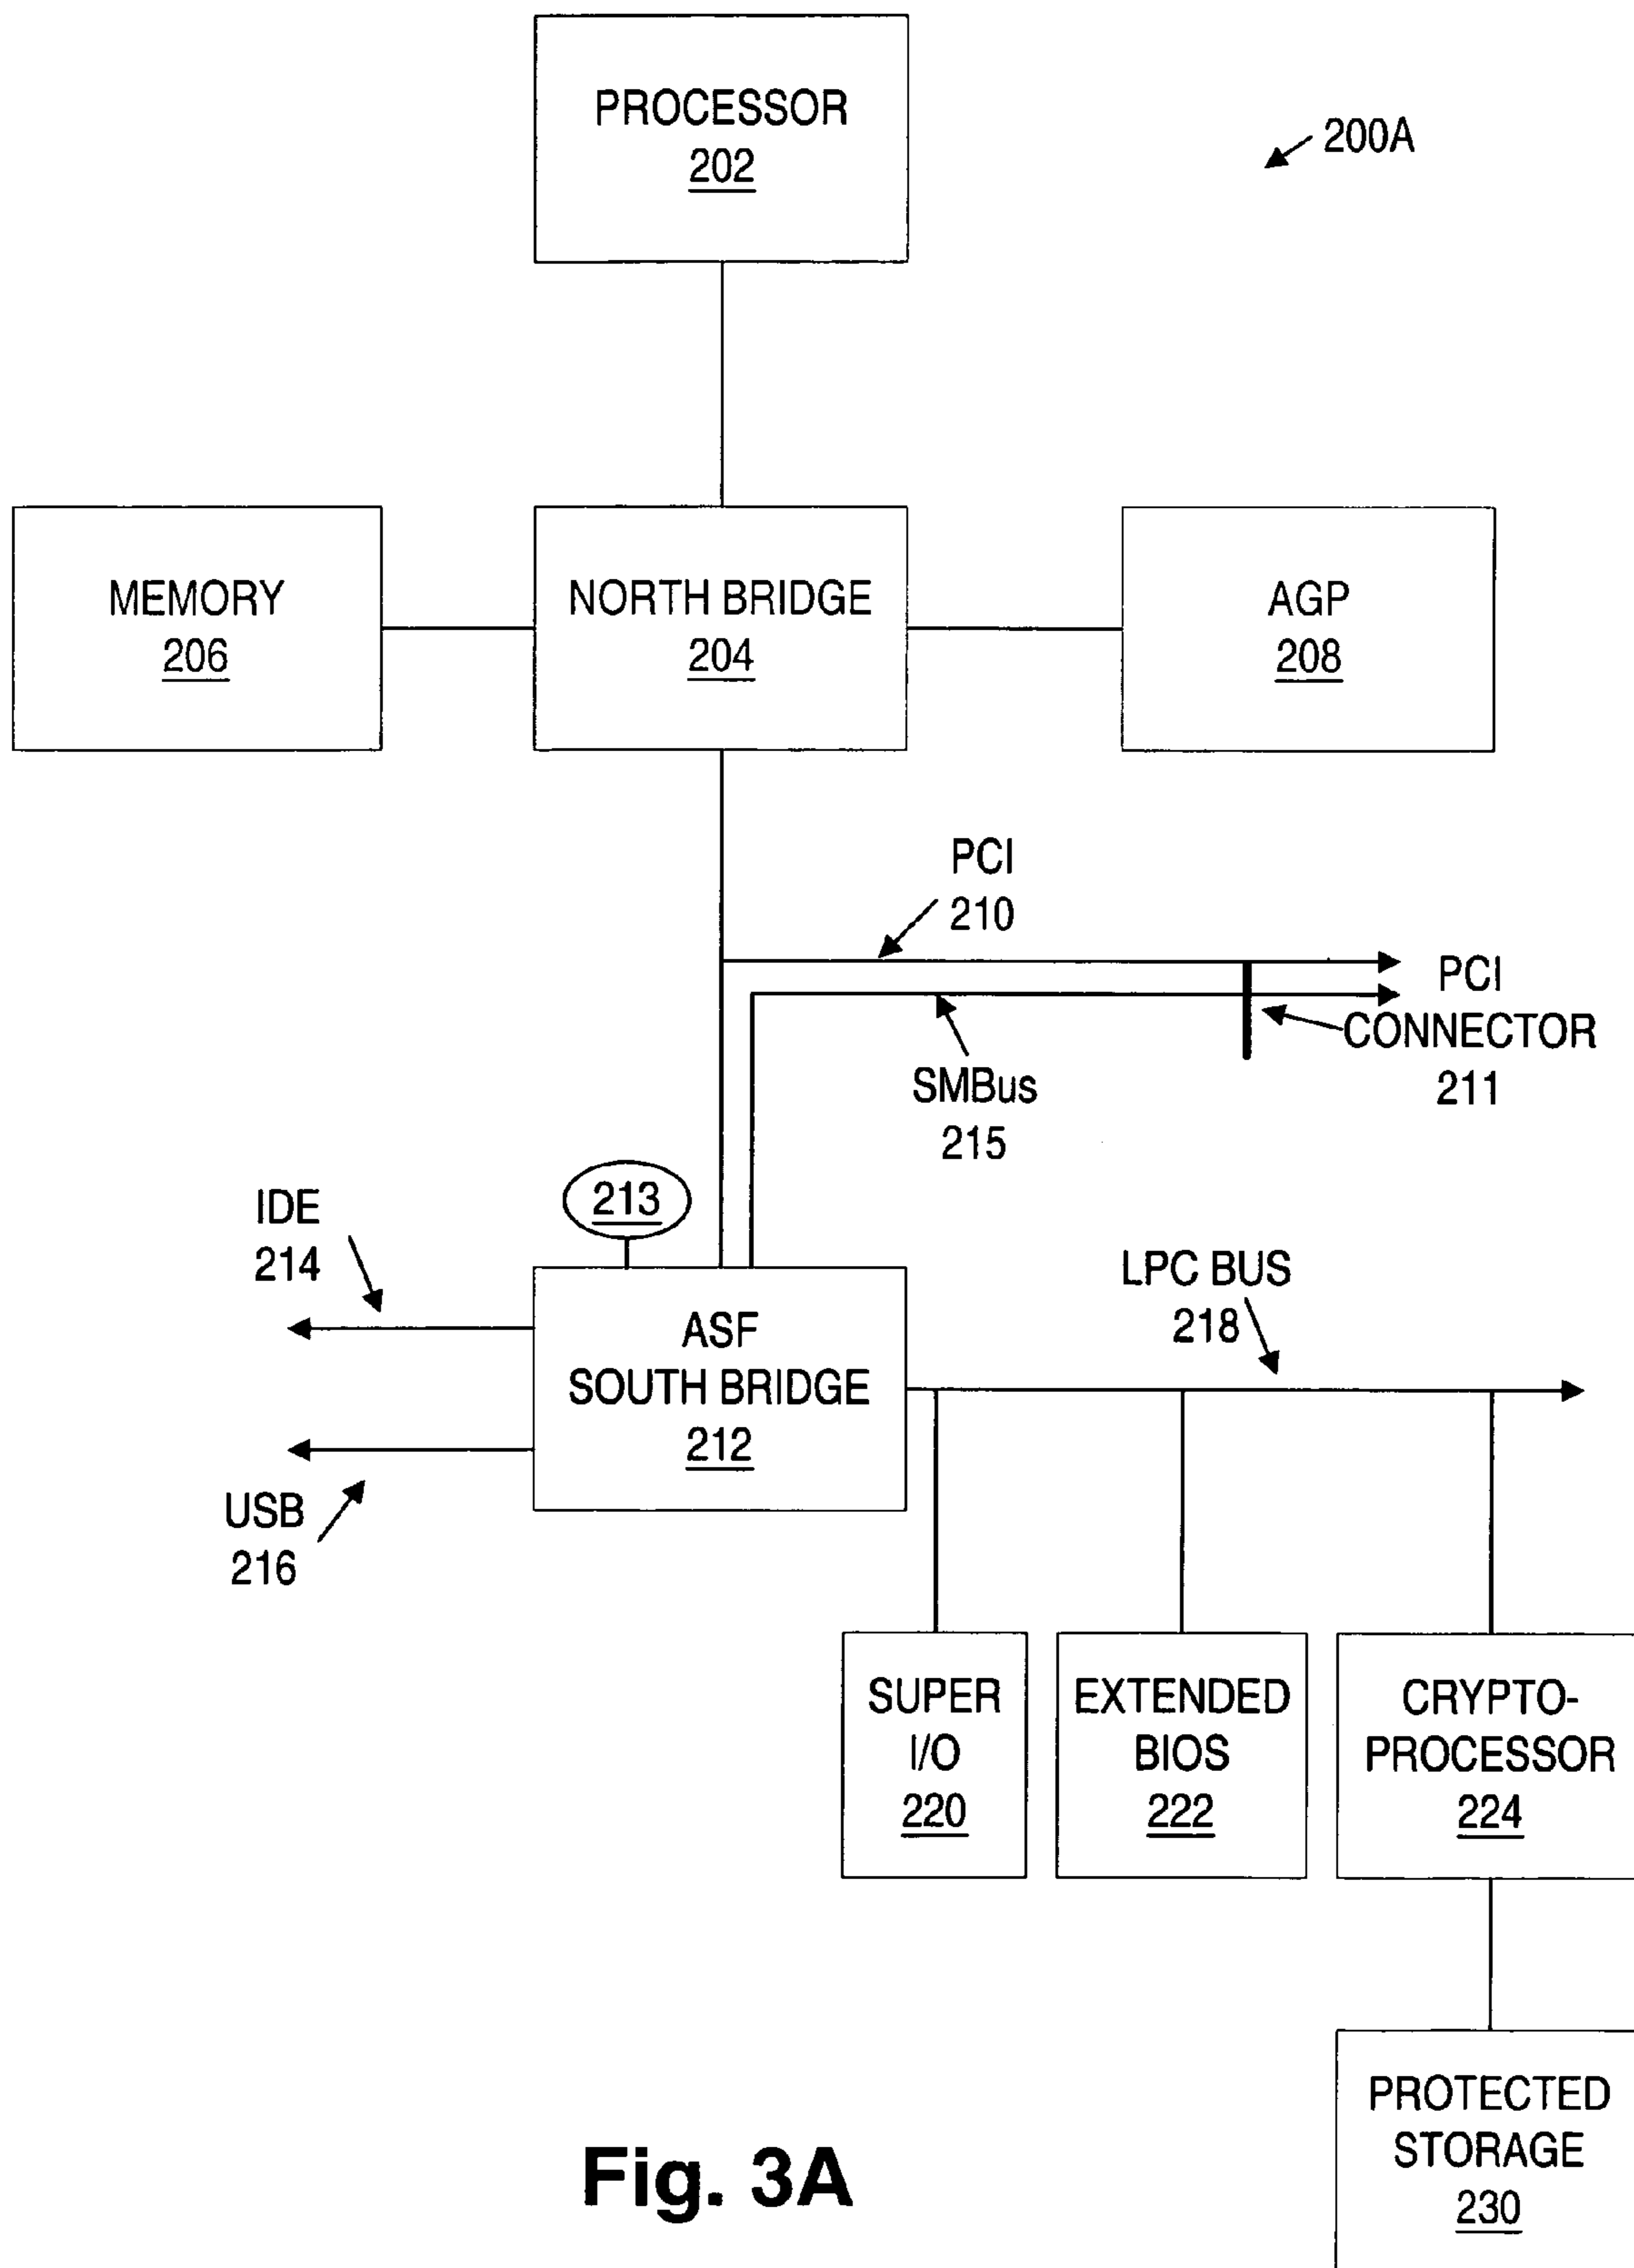 PROCESSOR
202
200A
MEMORY
206
NORTH BRIDGE
204
AGP
208
PCI
210
PCI
CONNECTOR
211
SMBus
215
213
IDE
214
ASF
SOUTH BRIDGE
212
LPC BUS
218
USB
216
SUPER
I/O
220
EXTENDED
BIOS
222
CRYPTO-
PROCESSOR
224
PROTECTED
STORAGE
230
Fig. 3A